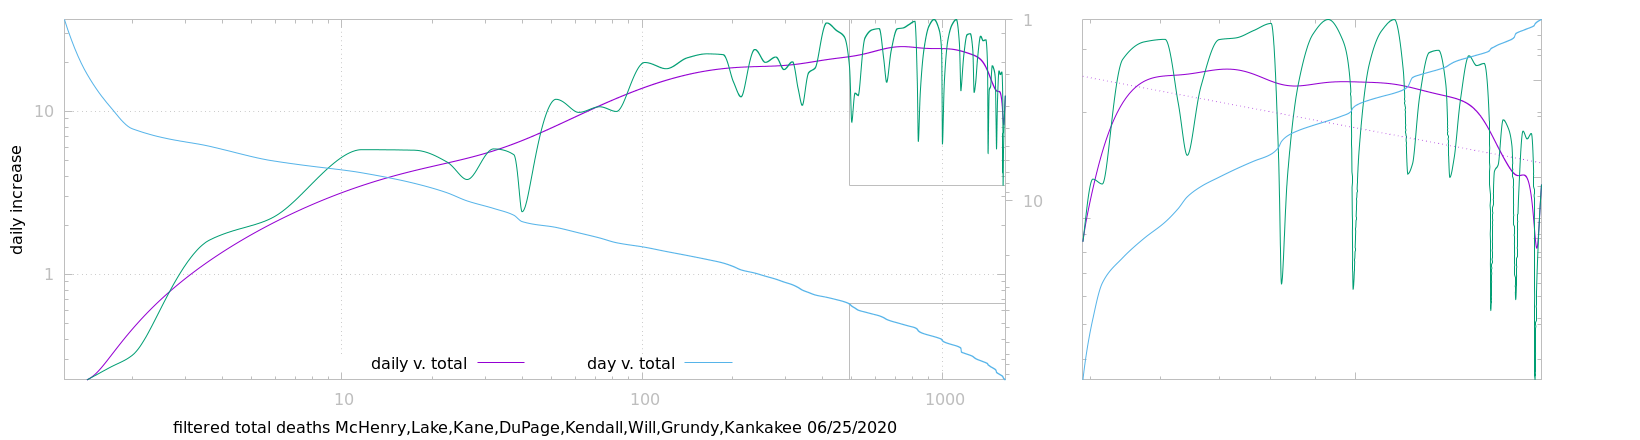 1
10
daily increase
10
1
daily v. total
day v. total
10
100
1000
filtered total deaths McHenry,Lake,Kane,DuPage,Kendall,Will,Grundy,Kankakee 06/25/2020